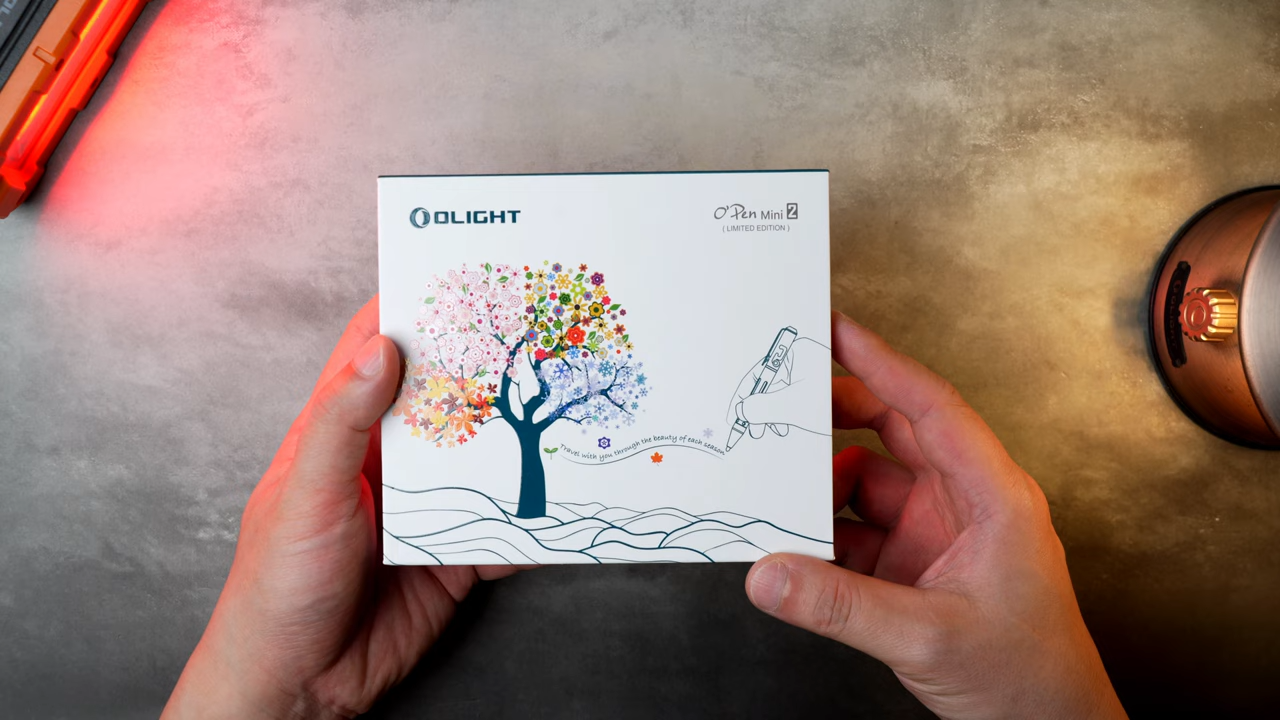 OLIGHT
O'Pen Mini 2
( LIMITED EDITION )
Travel with you through the beauty of each season